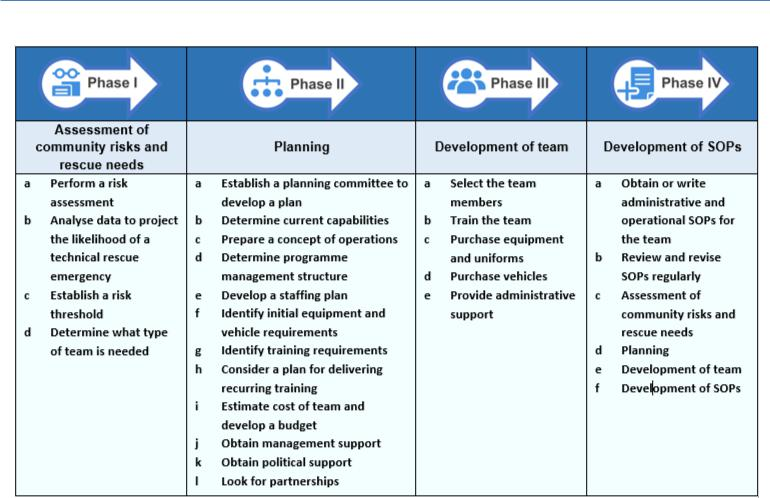 Phase I
Phase II
Phase III
Phase IV
Assessment of
community risks and
rescue needs
Planning
Development of team
Development of SOPs
a Perform a risk
assessment
b Analyse data to project
the likelihood of a
technical rescue
emergency
c Establish a risk
threshold
d Determine what type
of team is needed
a Establish a planning committee to
develop a plan
b Determine current capabilities
c Prepare a concept of operations
d Determine programme
management structure
e Develop a staffing plan
f Identify initial equipment and
vehicle requirements
g Identify training requirements
h Consider a plan for delivering
recurring training
i Estimate cost of team and
develop a budget
j Obtain management support
k Obtain political support
l Look for partnerships
a Select the team
members
b Train the team
c Purchase equipment
and uniforms
d Purchase vehicles
e Provide administrative
support
a Obtain or write
administrative and
operational SOPs for
the team
b Review and revise
SOPs regularly
c Assessment of
community risks and
rescue needs
d Planning
e Development of team
f Development of SOPs